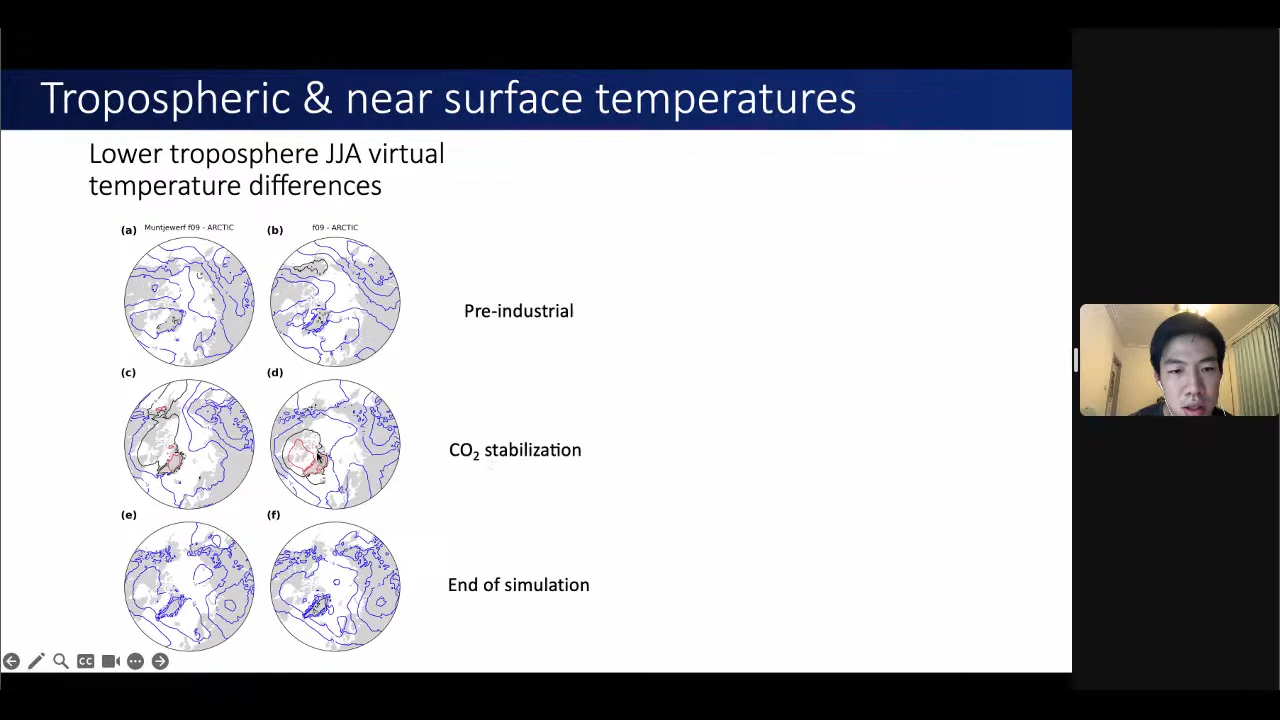 Tropospheric & near surface temperatures
Lower troposphere JJA virtual
temperature differences
(a) Muntjewerf f09 - ARCTIC
(b) f09 - ARCTIC
Pre-industrial
(c)
(d)
CO₂ stabilization
(e)
(f)
End of simulation
CC